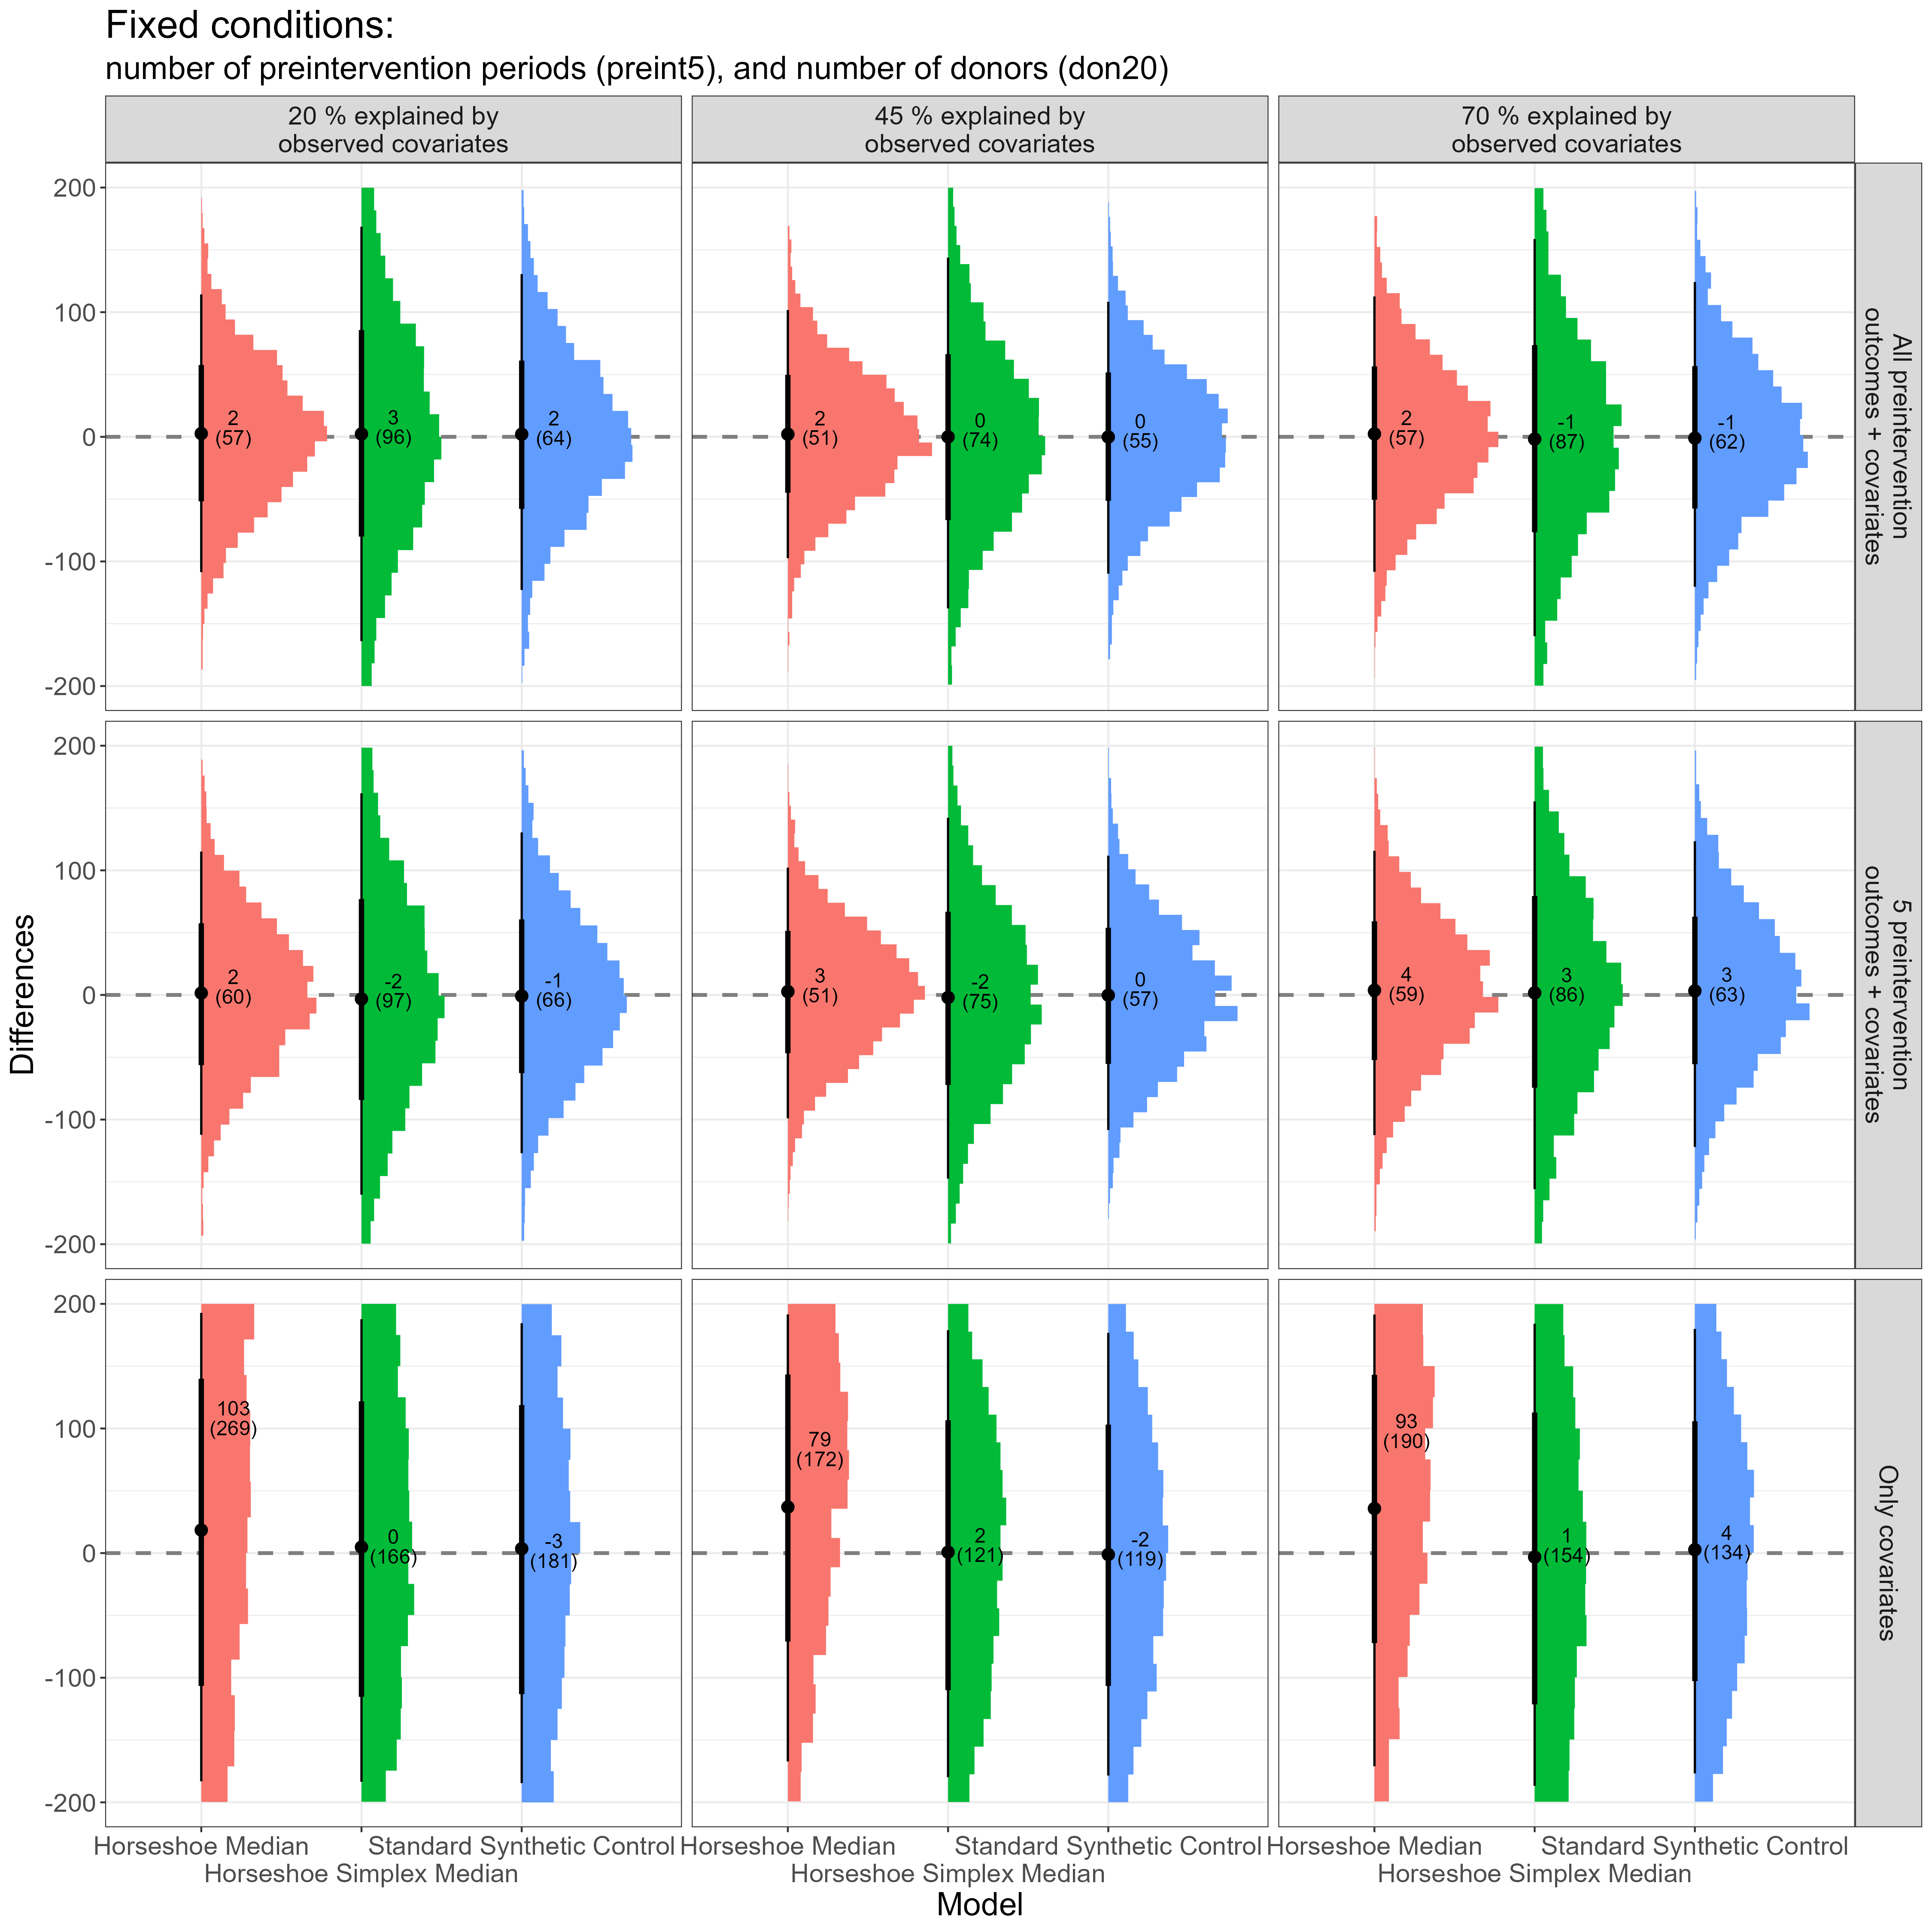 Fixed conditions:
number of preintervention periods (preint5), and number of donors (don20)
20 % explained by
observed covariates
45 % explained by
observed covariates
70 % explained by
observed covariates
Differences
200
100
0
-100
-200
2
(57)
3
(96)
2
(64)
2
(51)
0
(74)
0
(55)
2
(57)
-1
(87)
-1
(62)
All preintervention
outcomes + covariates
200
100
0
-100
-200
2
(60)
-2
(97)
-1
(66)
3
(51)
-2
(75)
0
(57)
4
(59)
3
(86)
3
(63)
5 preintervention
outcomes + covariates
200
100
0
-100
-200
103
(269)
0
(166)
-3
(181)
79
(172)
2
(121)
-2
(119)
93
(190)
1
(154)
4
(134)
Only covariates
Horseshoe Median
Horseshoe Simplex Median
Standard Synthetic Control
Horseshoe Median
Horseshoe Simplex Median
Standard Synthetic Control
Horseshoe Median
Horseshoe Simplex Median
Standard Synthetic Control
Model